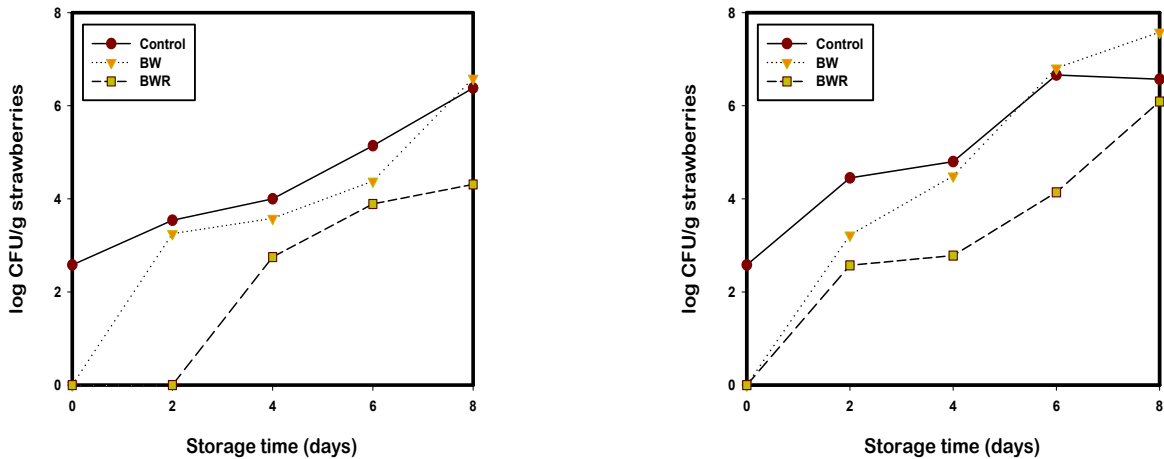 8
6
4
2
0
log CFU/g strawberries
Control
BW
BWR
0 2 4 6 8
Storage time (days)
8
6
4
2
0
log CFU/g strawberries
Control
BW
BWR
0 2 4 6 8
Storage time (days)